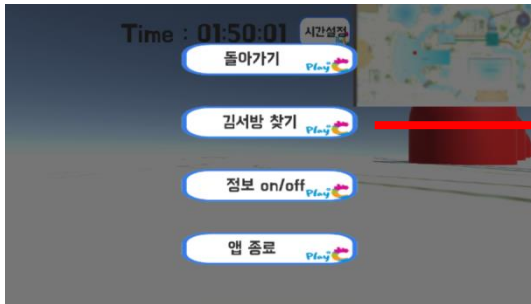 Time : 01:50:01 시간설정
돌아가기 Play
김서방 찾기 Play
정보 on/off Play
앱 종료 Play